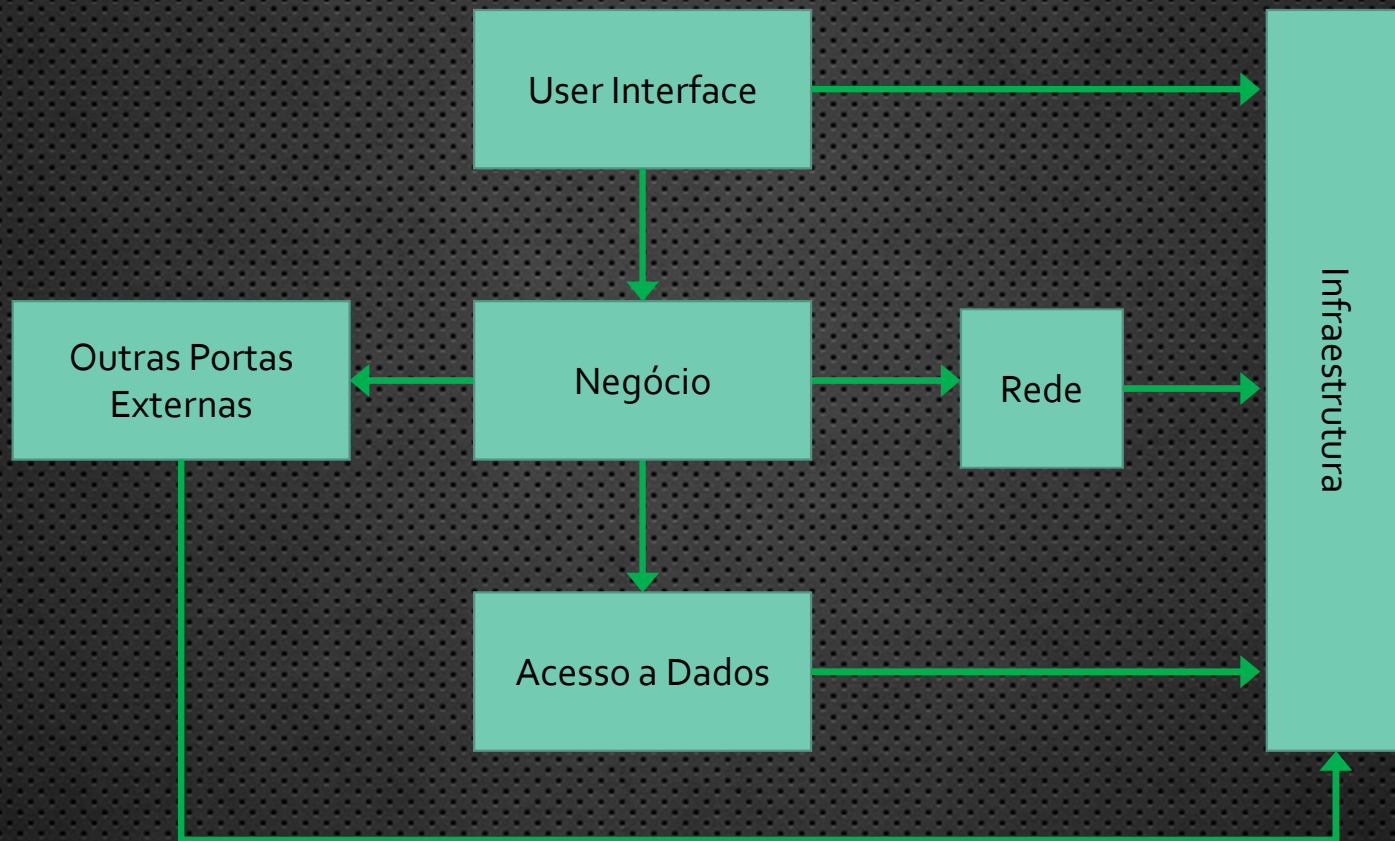 User Interface
Outras Portas
Externas
Negócio
Rede
Infraestrutura
Acesso a Dados